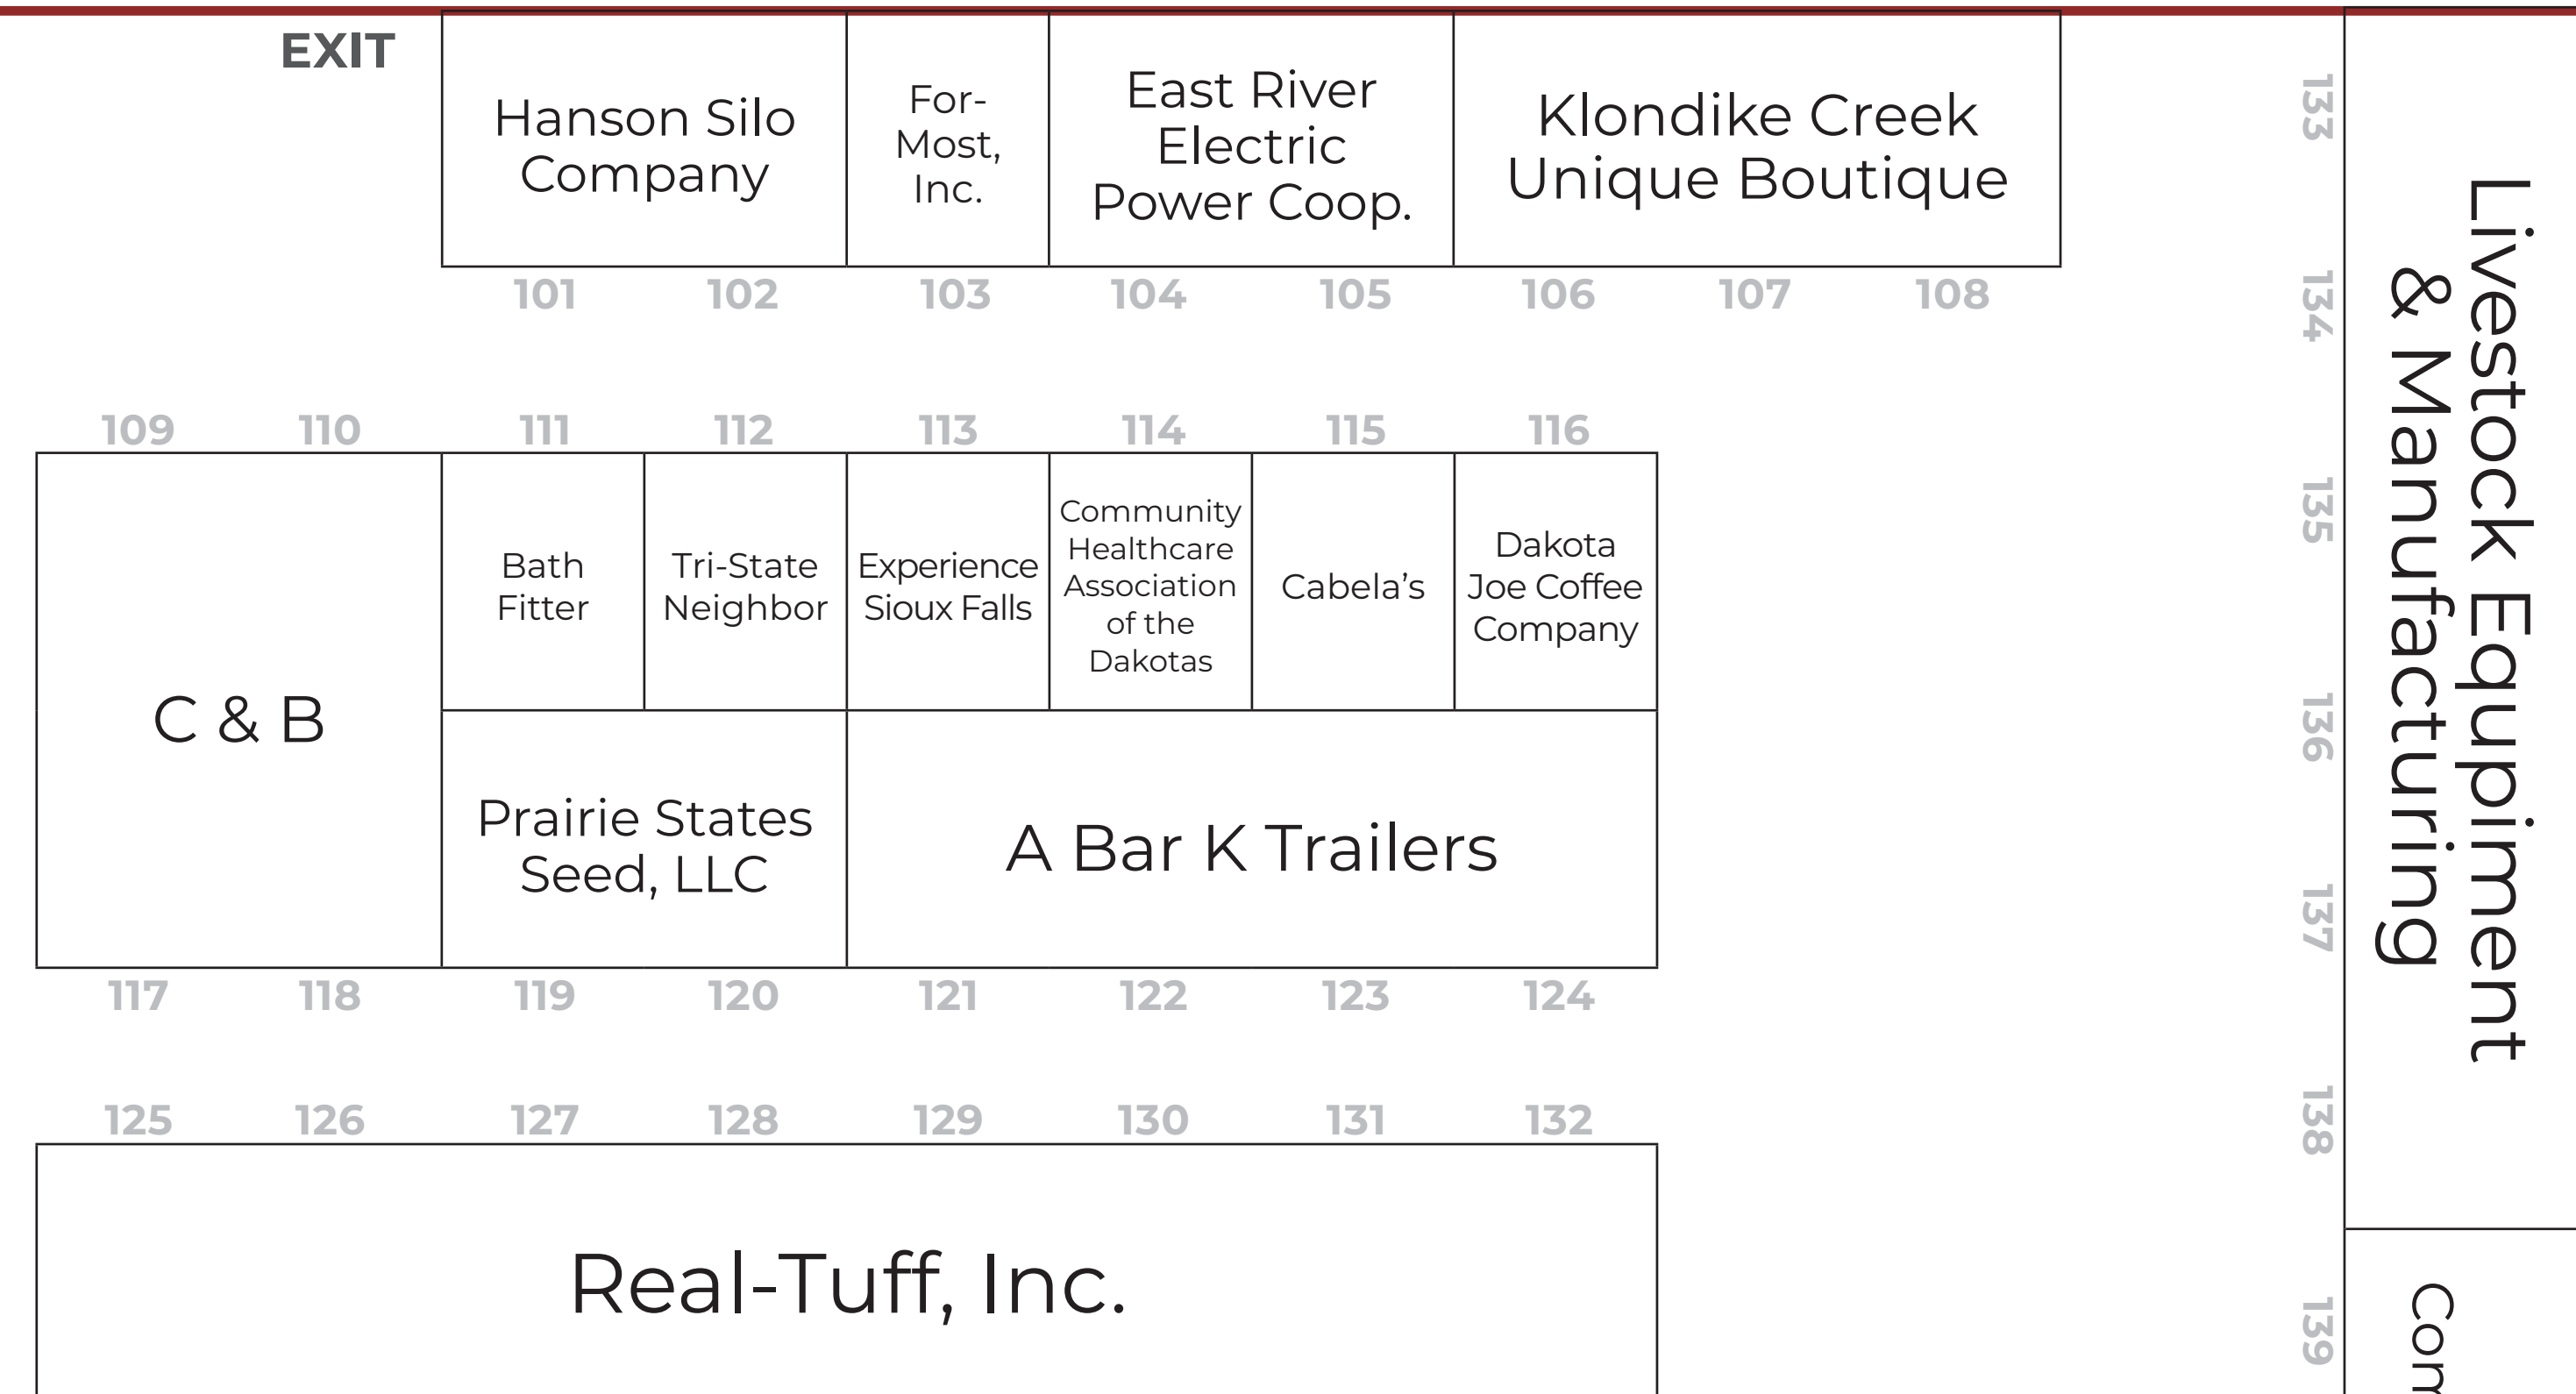 EXIT
Hanson Silo
Company
For-
Most,
Inc.
East River
Electric
Power Coop.
Klondike Creek
Unique Boutique
101
102
103
104
105
106
107
108
109
110
111
112
113
114
115
116
C & B
Bath
Fitter
Tri-State
Neighbor
Experience
Sioux Falls
Community
Healthcare
Association
of the
Dakotas
Cabela’s
Dakota
Joe Coffee
Company
Prairie States
Seed, LLC
A Bar K Trailers
117
118
119
120
121
122
123
124
125
126
127
128
129
130
131
132
Real-Tuff, Inc.
133
134
135
136
137
138
139
Livestock Equpiment
& Manufacturing
Com